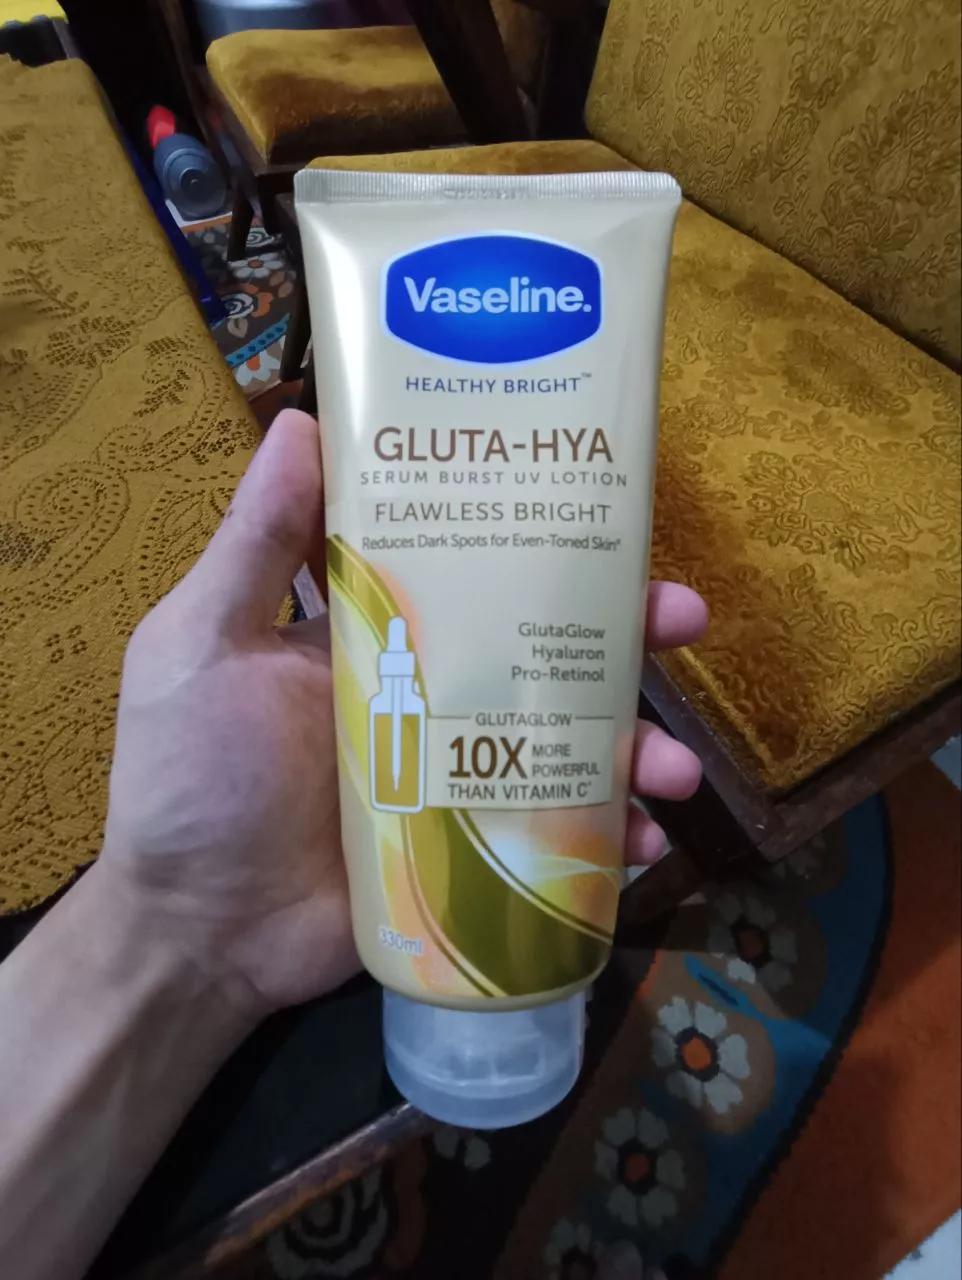 Vaseline.
HEALTHY BRIGHT™
GLUTA-HYA
SERUM BURST UV LOTION
FLAWLESS BRIGHT
Reduces Dark Spots for Even-Toned Skin*
GlutaGlow
Hyaluron
Pro-Retinol
GLUTAGLOW
10X MORE
POWERFUL
THAN VITAMIN C*
330ml